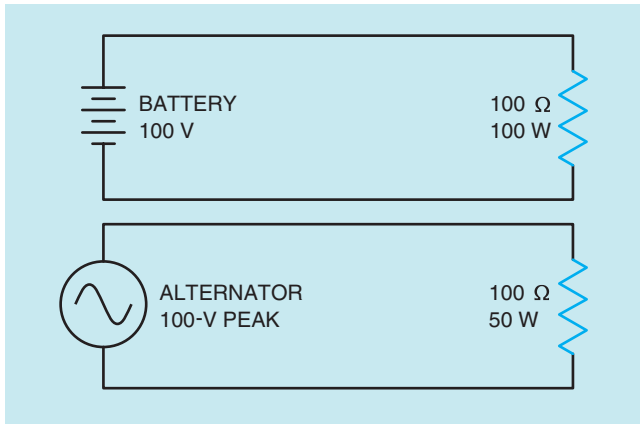 BATTERY
100 V
100 Ω
100 W
ALTERNATOR
100-V PEAK
100 Ω
50 W